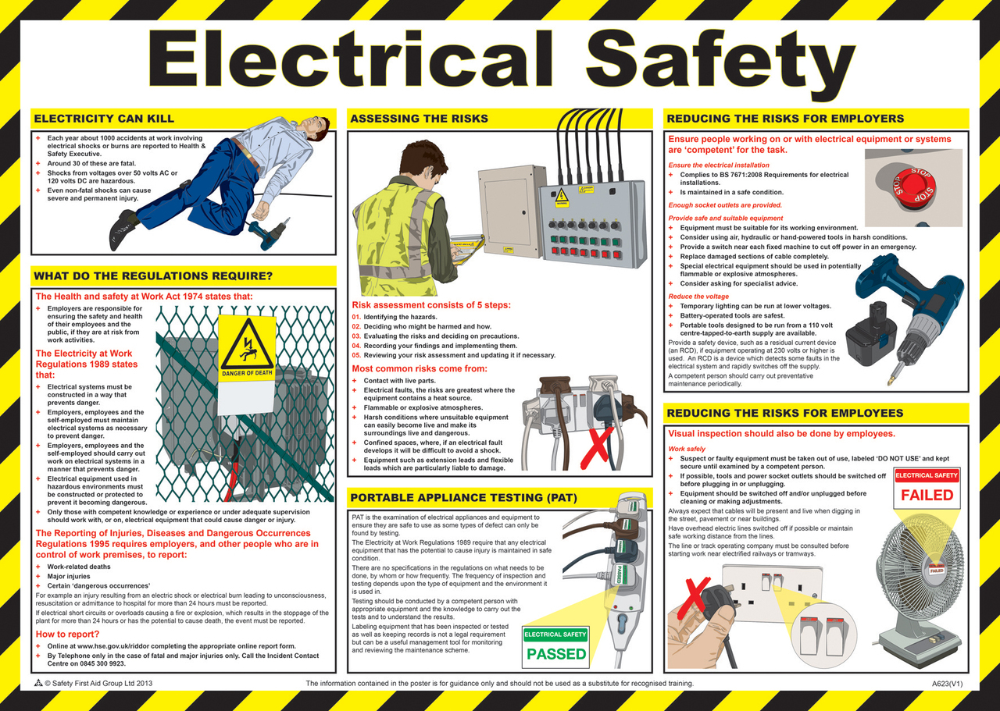 Electrical Safety
ELECTRICITY CAN KILL
+ Each year about 1000 accidents at work involving
electrical shocks or burns are reported to Health &
Safety Executive.
+ Around 30 of these are fatal.
+ Shocks from voltages over 50 volts AC or
120 volts DC are hazardous.
+ Even non-fatal shocks can cause
severe and permanent injury.
WHAT DO THE REGULATIONS REQUIRE?
The Health and safety at Work Act 1974 states that:
+ Employers are responsible for
ensuring the safety and health
of their employees and the
public, if they are at risk from
work activities.
The Electricity at Work
Regulations 1989 states
that:
+ Electrical systems must be
constructed in a way that
prevents danger.
+ Employers, employees and the
self-employed must maintain
electrical systems as necessary
to prevent danger.
+ Employers, employees and the
self-employed should carry out
work on electrical systems in a
manner that prevents danger.
+ Electrical equipment used in
hazardous environments must
be constructed or protected to
prevent it becoming dangerous.
+ Only those with competent knowledge or experience or under adequate supervision
should work with, or on, electrical equipment that could cause danger or injury.
DANGER OF DEATH
The Reporting of Injuries, Diseases and Dangerous Occurrences
Regulations 1995 requires employers, and other people who are in
control of work premises, to report:
+ Work-related deaths
+ Major injuries
+ Certain ‘dangerous occurrences’
For example an injury resulting from an electric shock or electrical burn leading to unconsciousness,
resuscitation or admittance to hospital for more than 24 hours must be reported.
If electrical short circuits or overloads causing a fire or explosion, which results in the stoppage of the
plant for more than 24 hours or has the potential to cause death, the event must be reported.
How to report?
+ Online at www.hse.gov.uk/riddor completing the appropriate online report form.
+ By Telephone only in the case of fatal and major injuries only. Call the Incident Contact
Centre on 0845 300 9923.
ASSESSING THE RISKS
Risk assessment consists of 5 steps:
01. Identifying the hazards.
02. Deciding who might be harmed and how.
03. Evaluating the risks and deciding on precautions.
04. Recording your findings and implementing them.
05. Reviewing your risk assessment and updating it if necessary.
Most common risks come from:
+ Contact with live parts.
+ Electrical faults, the risks are greatest where the
equipment contains a heat source.
+ Flammable or explosive atmospheres.
+ Harsh conditions where unsuitable equipment
can easily become live and make its
surroundings live and dangerous.
+ Confined spaces, where, if an electrical fault
develops it will be difficult to avoid a shock.
+ Equipment such as extension leads and flexible
leads which are particularly liable to damage.
PORTABLE APPLIANCE TESTING (PAT)
PAT is the examination of electrical appliances and equipment to
ensure they are safe to use as some types of defect can only be
found by testing.
The Electricity at Work Regulations 1989 require that any electrical
equipment that has the potential to cause injury is maintained in safe
condition.
There are no specifications in the regulations on what needs to be
done, by whom or how frequently. The frequency of inspection and
testing depends upon the type of equipment and the environment it
is used in.
Testing should be conducted by a competent person with
appropriate equipment and the knowledge to carry out the
tests and to understand the results.
Labeling equipment that has been inspected or tested
as well as keeping records is not a legal requirement
but can be a useful management tool for monitoring
and reviewing the maintenance scheme.
PASSED
ELECTRICAL SAFETY
PASSED
REDUCING THE RISKS FOR EMPLOYERS
Ensure people working on or with electrical equipment or systems
are ‘competent’ for the task.
Ensure the electrical installation
+ Complies to BS 7671:2008 Requirements for electrical
installations.
+ Is maintained in a safe condition.
STOP
STOP
STOP
Enough socket outlets are provided.
Provide safe and suitable equipment
+ Equipment must be suitable for its working environment.
+ Consider using air, hydraulic or hand-powered tools in harsh conditions.
+ Provide a switch near each fixed machine to cut off power in an emergency.
+ Replace damaged sections of cable completely.
+ Special electrical equipment should be used in potentially
flammable or explosive atmospheres.
+ Consider asking for specialist advice.
Reduce the voltage
+ Temporary lighting can be run at lower voltages.
+ Battery-operated tools are safest.
+ Portable tools designed to be run from a 110 volt
centre-tapped-to-earth supply are available.
Provide a safety device, such as a residual current device
(an RCD), if equipment operating at 230 volts or higher is
used. An RCD is a device which detects some faults in the
electrical system and rapidly switches off the supply.
A competent person should carry out preventative
maintenance periodically.
REDUCING THE RISKS FOR EMPLOYEES
Visual inspection should also be done by employees.
Work safely
+ Suspect or faulty equipment must be taken out of use, labeled ‘DO NOT USE’ and kept
secure until examined by a competent person.
+ If possible, tools and power socket outlets should be switched off
before plugging in or unplugging.
+ Equipment should be switched off and/or unplugged before
cleaning or making adjustments.
Always expect that cables will be present and live when digging in
the street, pavement or near buildings.
Have overhead electric lines switched off if possible or maintain
safe working distance from the lines.
The line or track operating company must be consulted before
starting work near electrified railways or tramways.
ELECTRICAL SAFETY
FAILED
FAILED
© Safety First Aid Group Ltd 2013
The information contained in the poster is for guidance only and should not be used as a substitute for recognised training.
A623(V1)